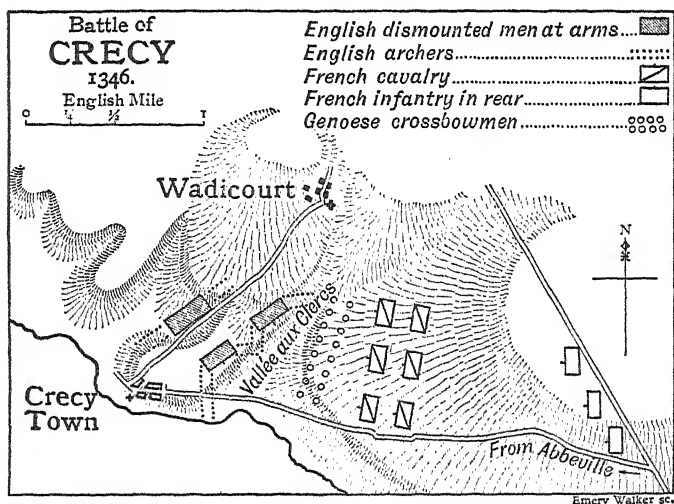 Battle of
CRECY
1346.
English Mile
0 ¼ ½ 1
English dismounted men at arms
English archers
French cavalry
French infantry in rear
Genoese crossbowmen
Wadicourt
N
Vallée aux Clercs
Crecy
Town
From Abbeville
Emery Walker sc.